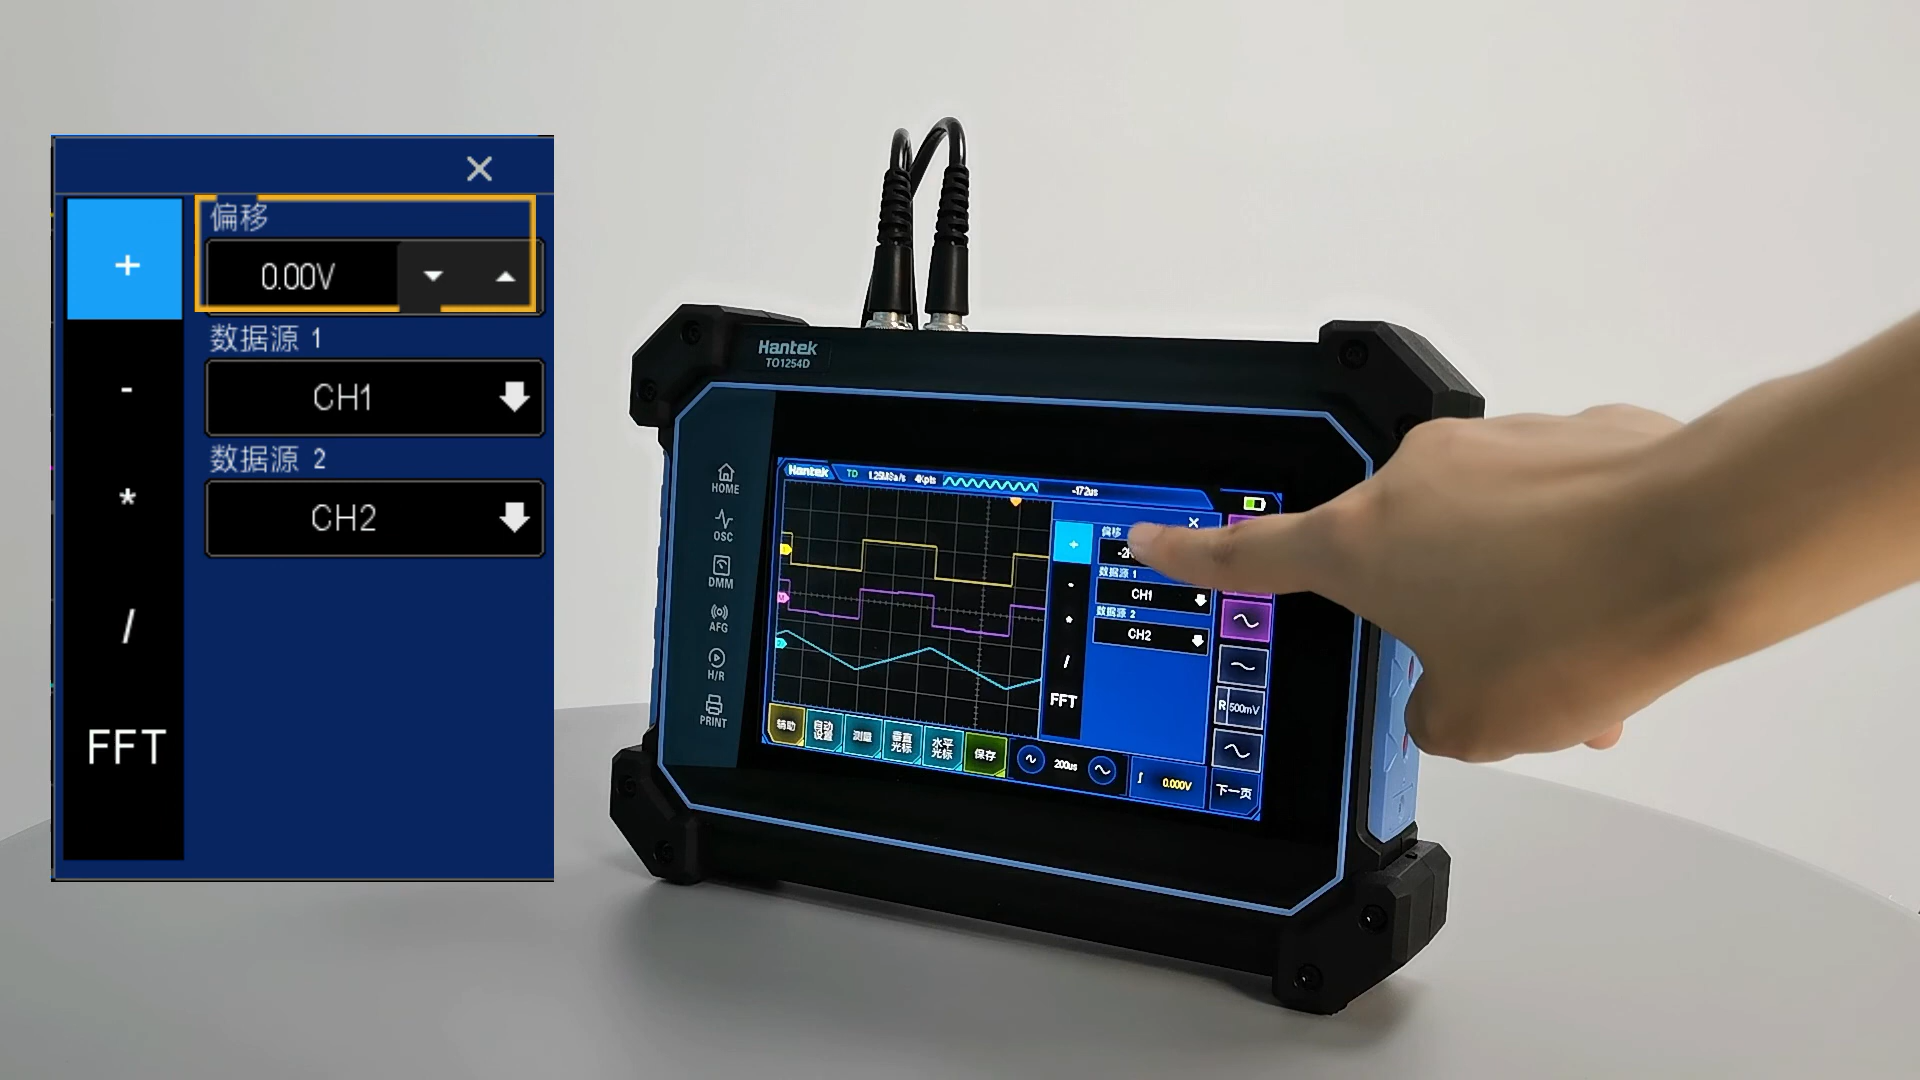 偏移
+
0.00V
数据源 1
-
CH1
数据源 2
*
CH2
/
FFT
Hantek
TO1254D
HOME
OSC
DMM
AFG
H/R
PRINT
Hantek TD 1.25MSa/s 4Kpts -172us
偏移
+
数据源 1
-
CH1
数据源 2
*
CH2
/
FFT
R 500mV
辅助
自动设置
测量
垂直光标
水平光标
保存
200us
0.000V
下一页